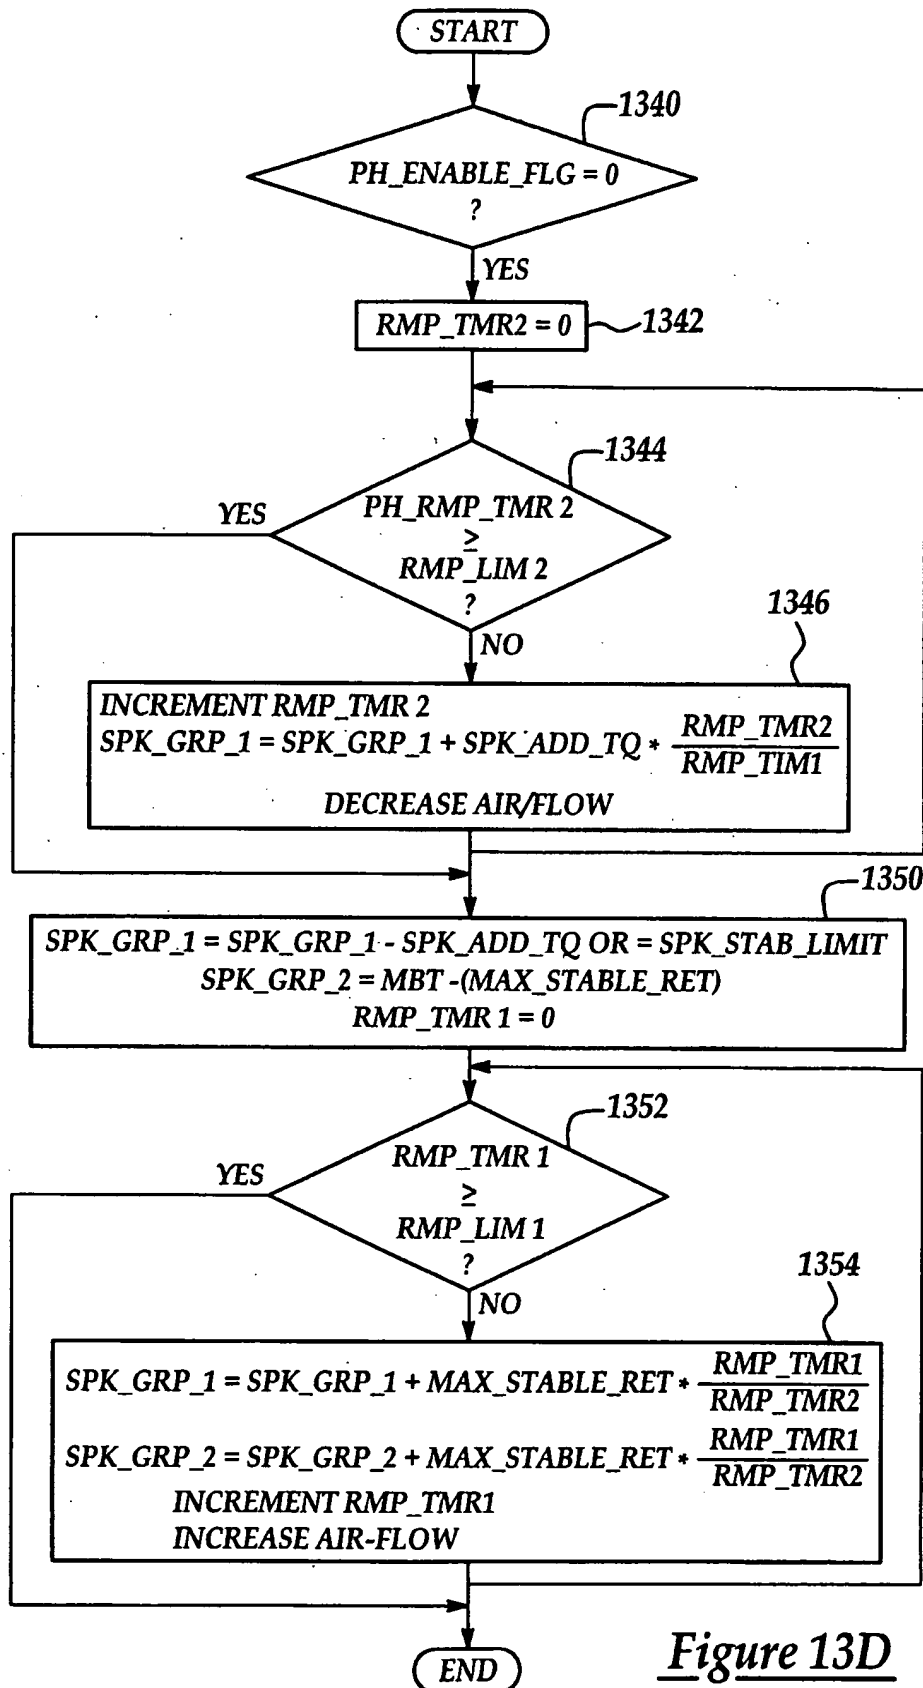 START
1340
PH_ENABLE_FLG = 0
?
YES
RMP_TMR2 = 0
1342
1344
PH_RMP_TMR 2
≥
RMP_LIM 2
?
YES
NO
1346
INCREMENT RMP_TMR 2
SPK_GRP_1 = SPK_GRP_1 + SPK_ADD_TQ * RMP_TMR2
RMP_TIM1
DECREASE AIR/FLOW
1350
SPK_GRP_1 = SPK_GRP_1 - SPK_ADD_TQ OR = SPK_STAB_LIMIT
SPK_GRP_2 = MBT -(MAX_STABLE_RET)
RMP_TMR 1 = 0
1352
RMP_TMR 1
≥
RMP_LIM 1
?
YES
NO
1354
SPK_GRP_1 = SPK_GRP_1 + MAX_STABLE_RET * RMP_TMR1
RMP_TMR2
SPK_GRP_2 = SPK_GRP_2 + MAX_STABLE_RET * RMP_TMR1
RMP_TMR2
INCREMENT RMP_TMR1
INCREASE AIR-FLOW
END
Figure 13D